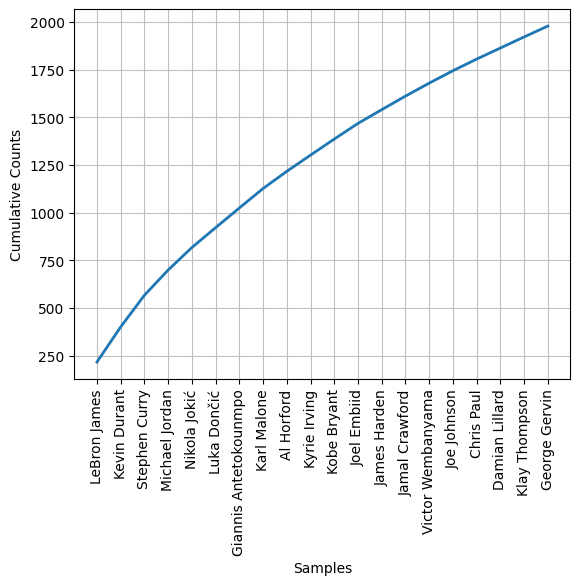 2000
1750
1500
1250
1000
750
500
250
Cumulative Counts
LeBron James
Kevin Durant
Stephen Curry
Michael Jordan
Nikola Jokić
Luka Dončić
Giannis Antetokounmpo
Karl Malone
Al Horford
Kyrie Irving
Kobe Bryant
Joel Embiid
James Harden
Jamal Crawford
Victor Wembanyama
Joe Johnson
Chris Paul
Damian Lillard
Klay Thompson
George Gervin
Samples